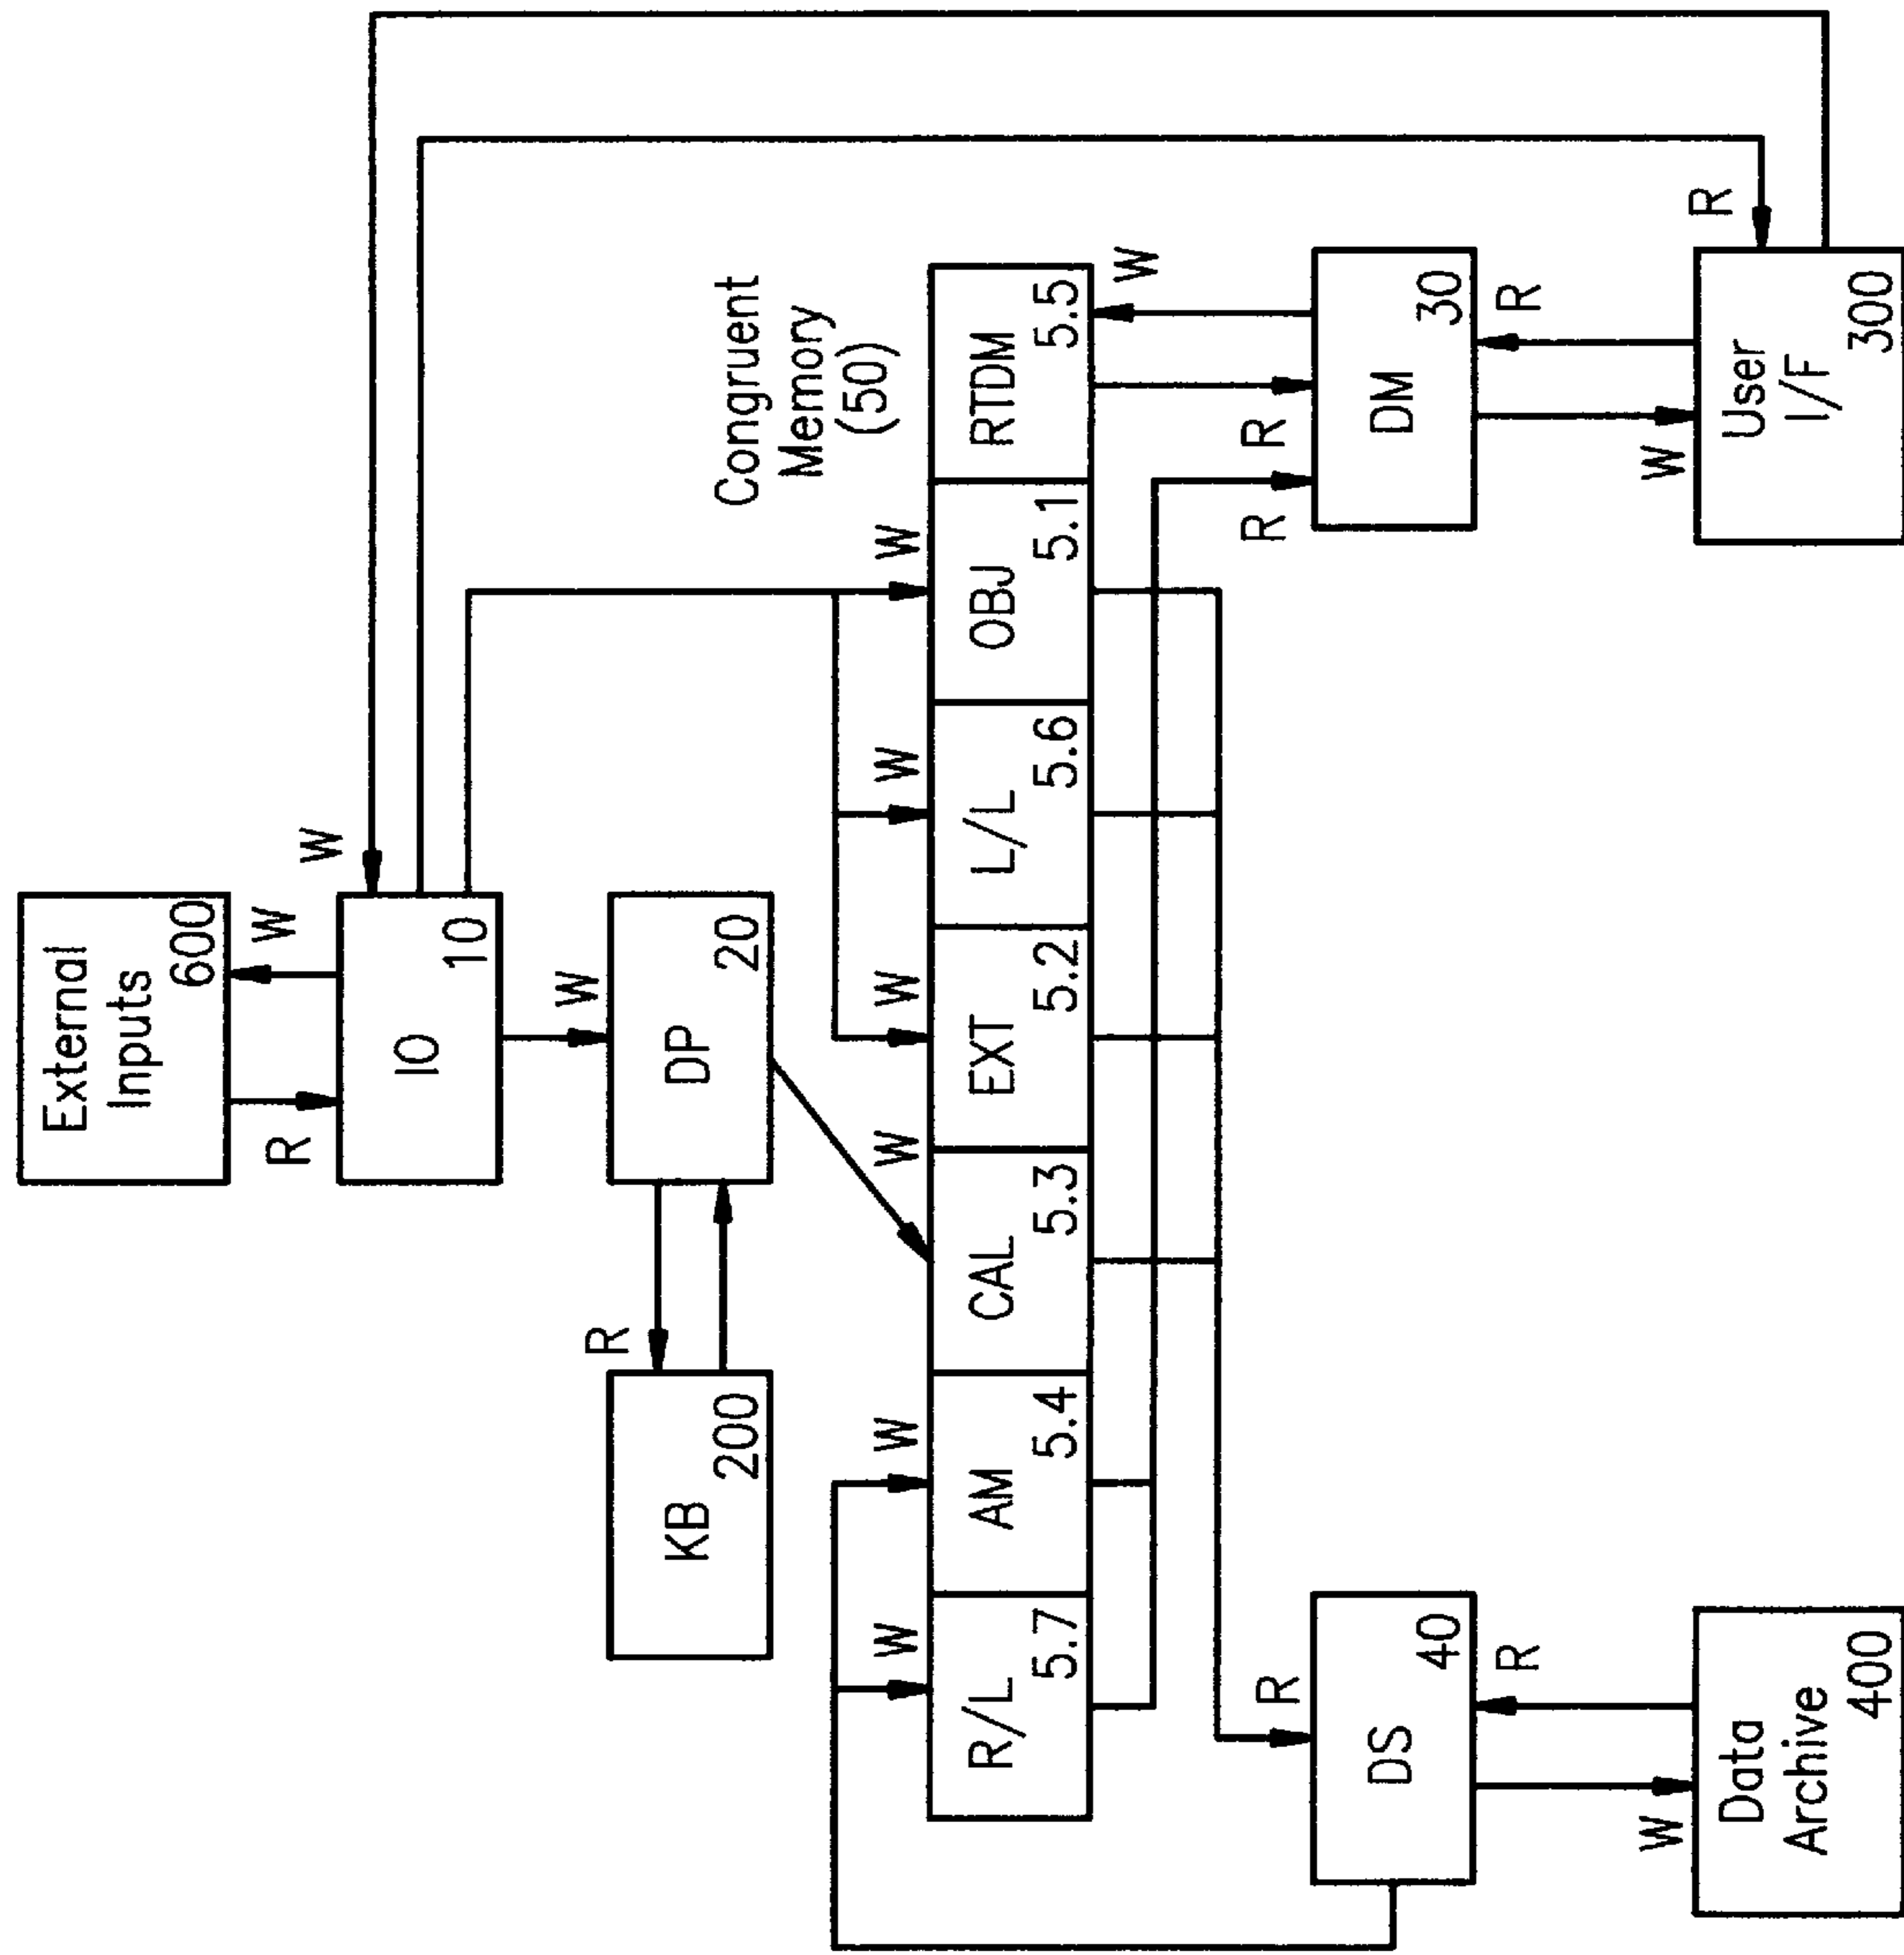 External
Inputs
600
W
R
W
IO
10
W
DP
20
R
KB
200
Congruent
Memory
(50)
W
W
W
W
W
W
R/L
5.7
AM
5.4
CAL
5.3
EXT
5.2
L/L
5.6
OBJ
5.1
RTDM
5.5
W
R
R
R
DS
40
DM
30
W
R
W
R
R
Data
Archive
400
User
I/F
300